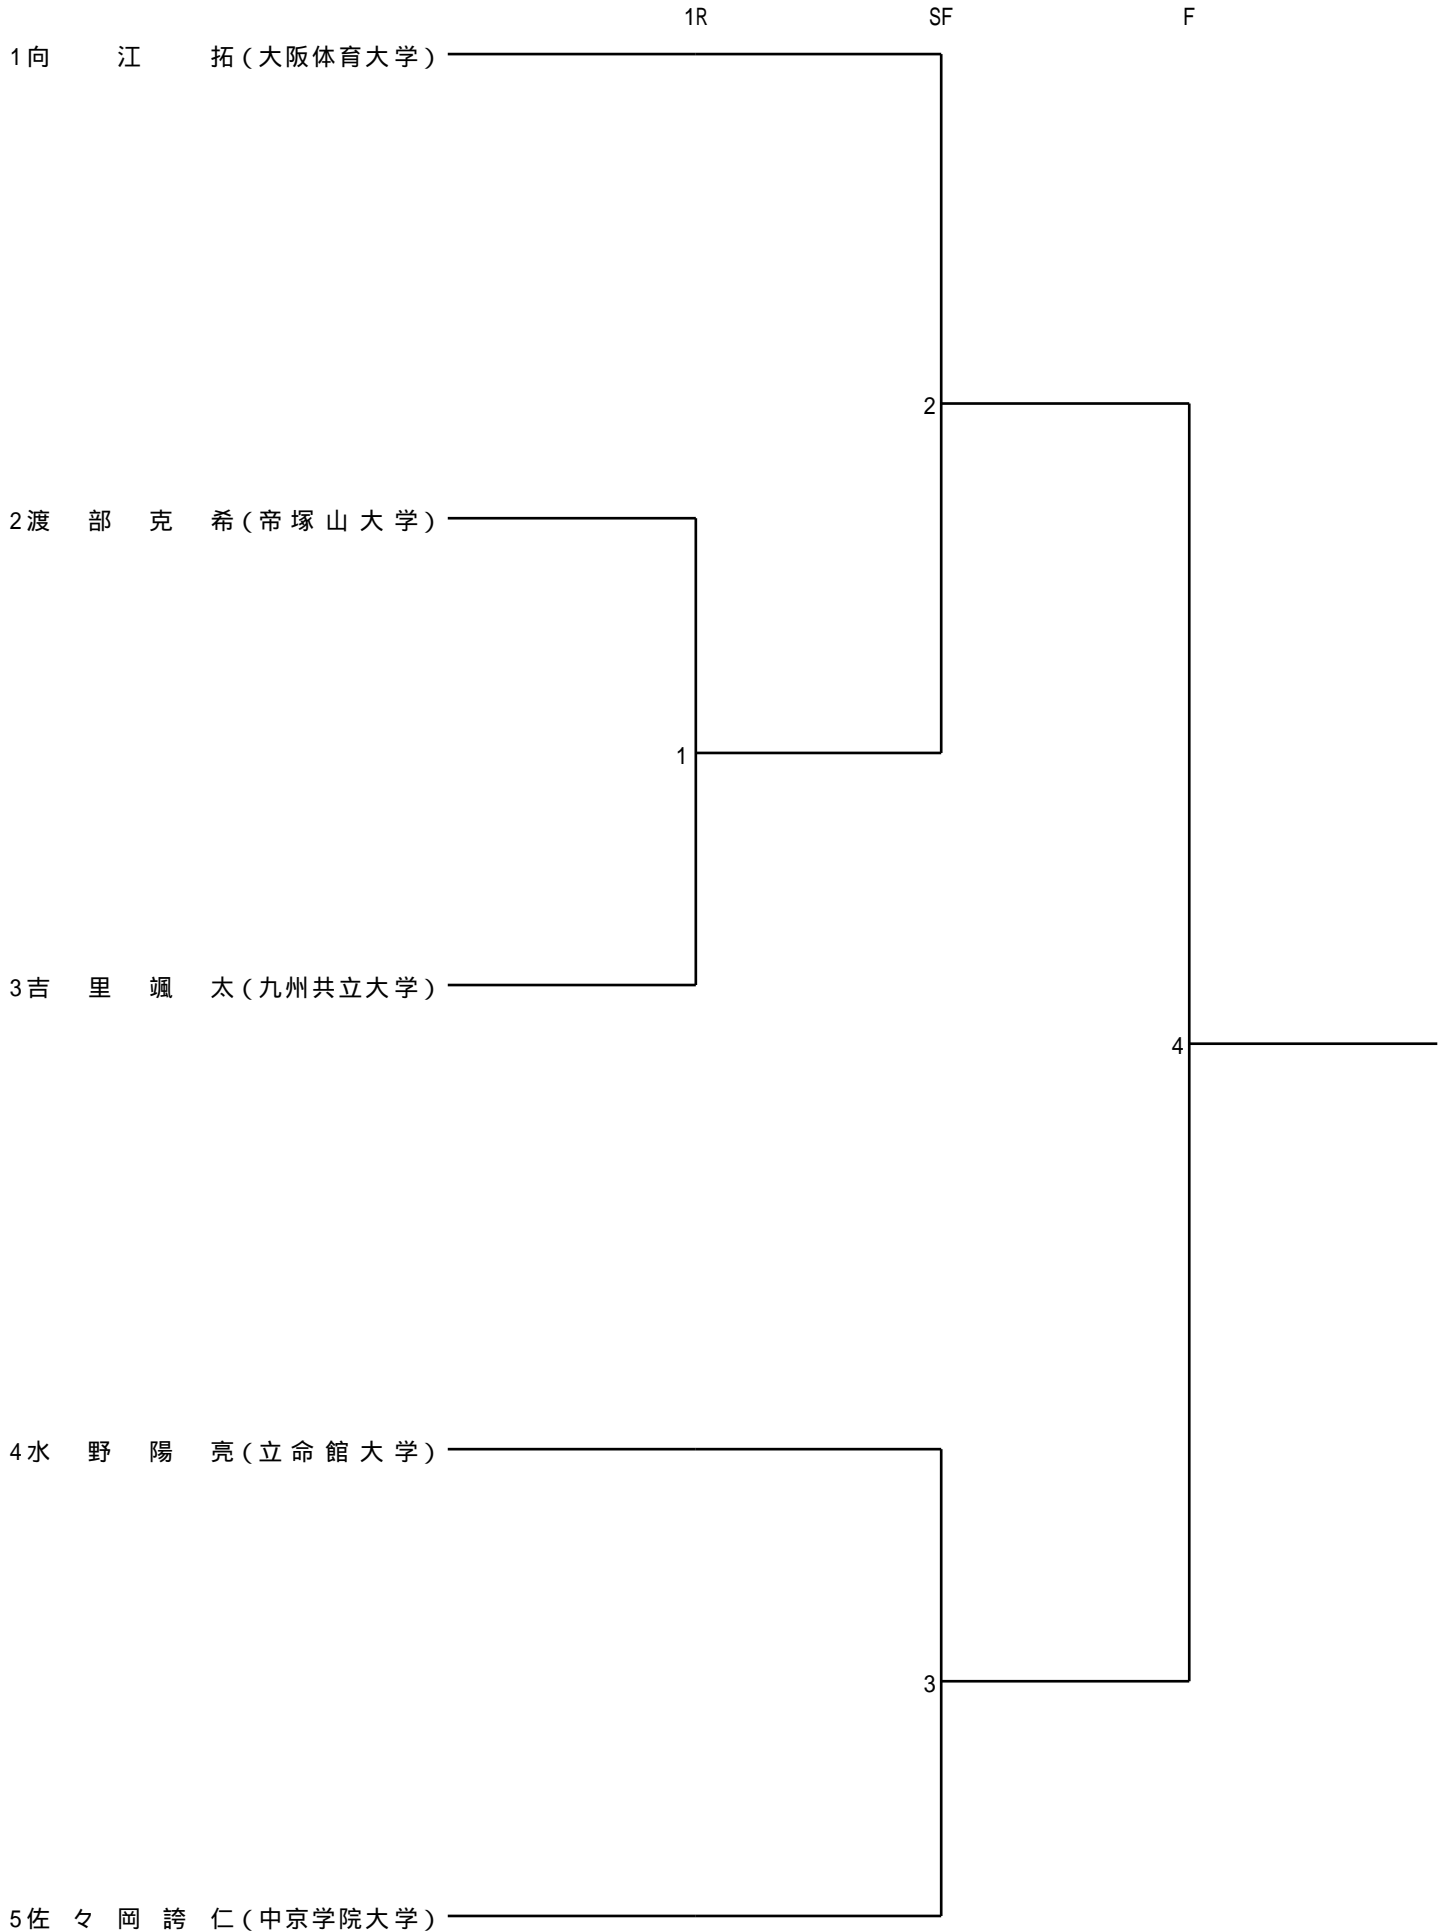 1R SF F
1 向江拓 (大阪体育大学)
2
2 渡部克希 (帝塚山大学)
1
3 吉里颯太 (九州共立大学)
4
4 水野陽亮 (立命館大学)
3
5 佐々岡誇仁 (中京学院大学)